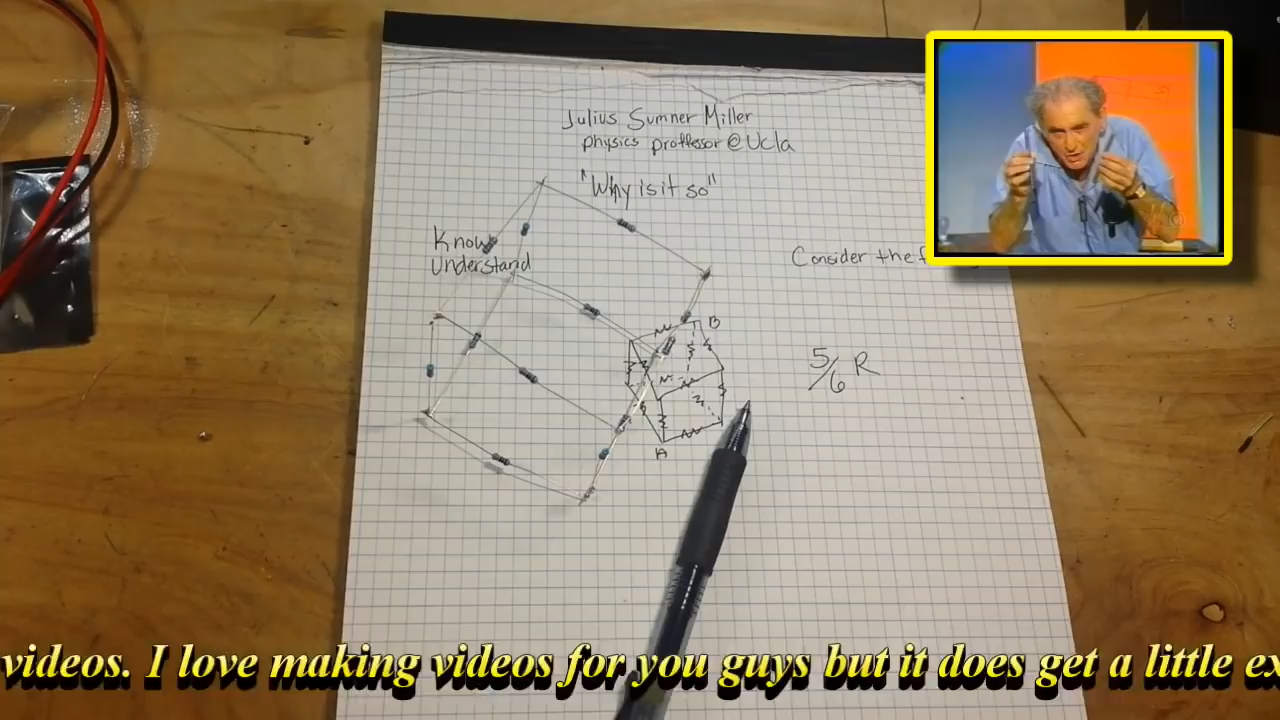 Julius Sumner Miller
physics proffessor @ Ucla
"Why is it so"
Know
Understand
Consider the f
B
5/6 R
A
videos. I love making videos for you guys but it does get a little ex